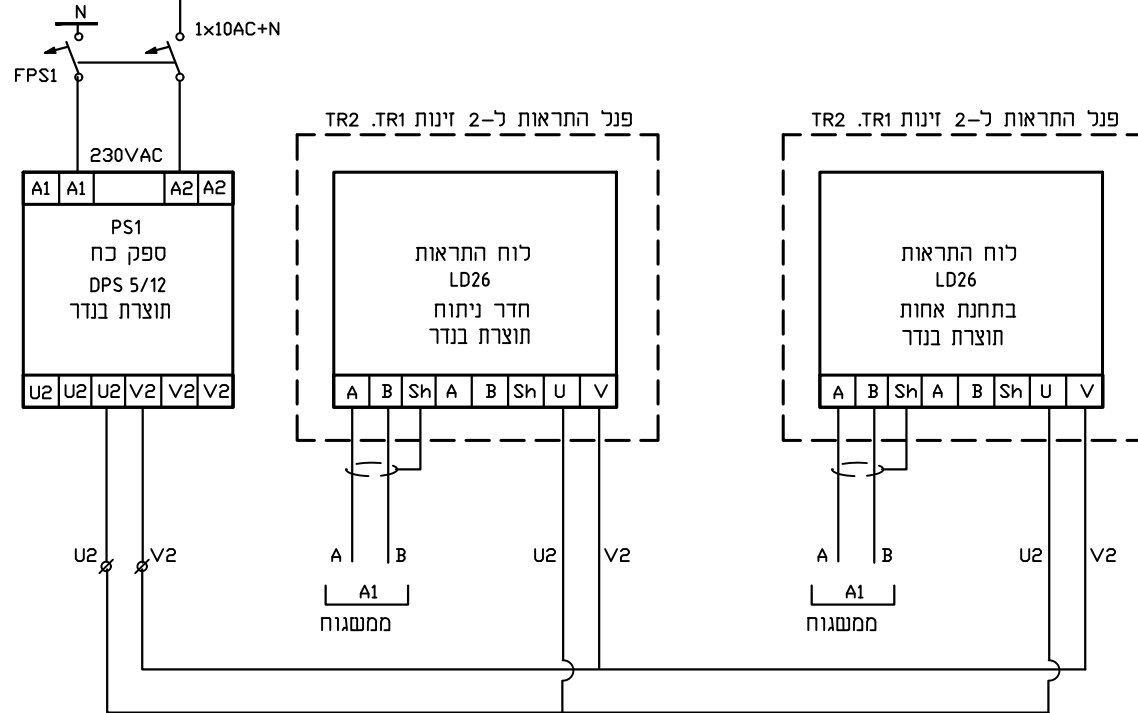 N
1x10AC+N
FPS1
230VAC
A1 A1 A2 A2
PS1
ספק כח
DPS 5/12
תוצרת בנדר
U2 U2 U2 V2 V2 V2
פנל התראות ל-2 זינות TR1. TR2
לוח התראות
LD26
חדר ניתוח
תוצרת בנדר
A B Sh A B Sh U V
פנל התראות ל-2 זינות TR1. TR2
לוח התראות
LD26
בתחנת אחות
תוצרת בנדר
A B Sh A B Sh U V
U2 V2
A B
A1
ממשגוח
U2 V2
A B
A1
ממשגוח
U2 V2